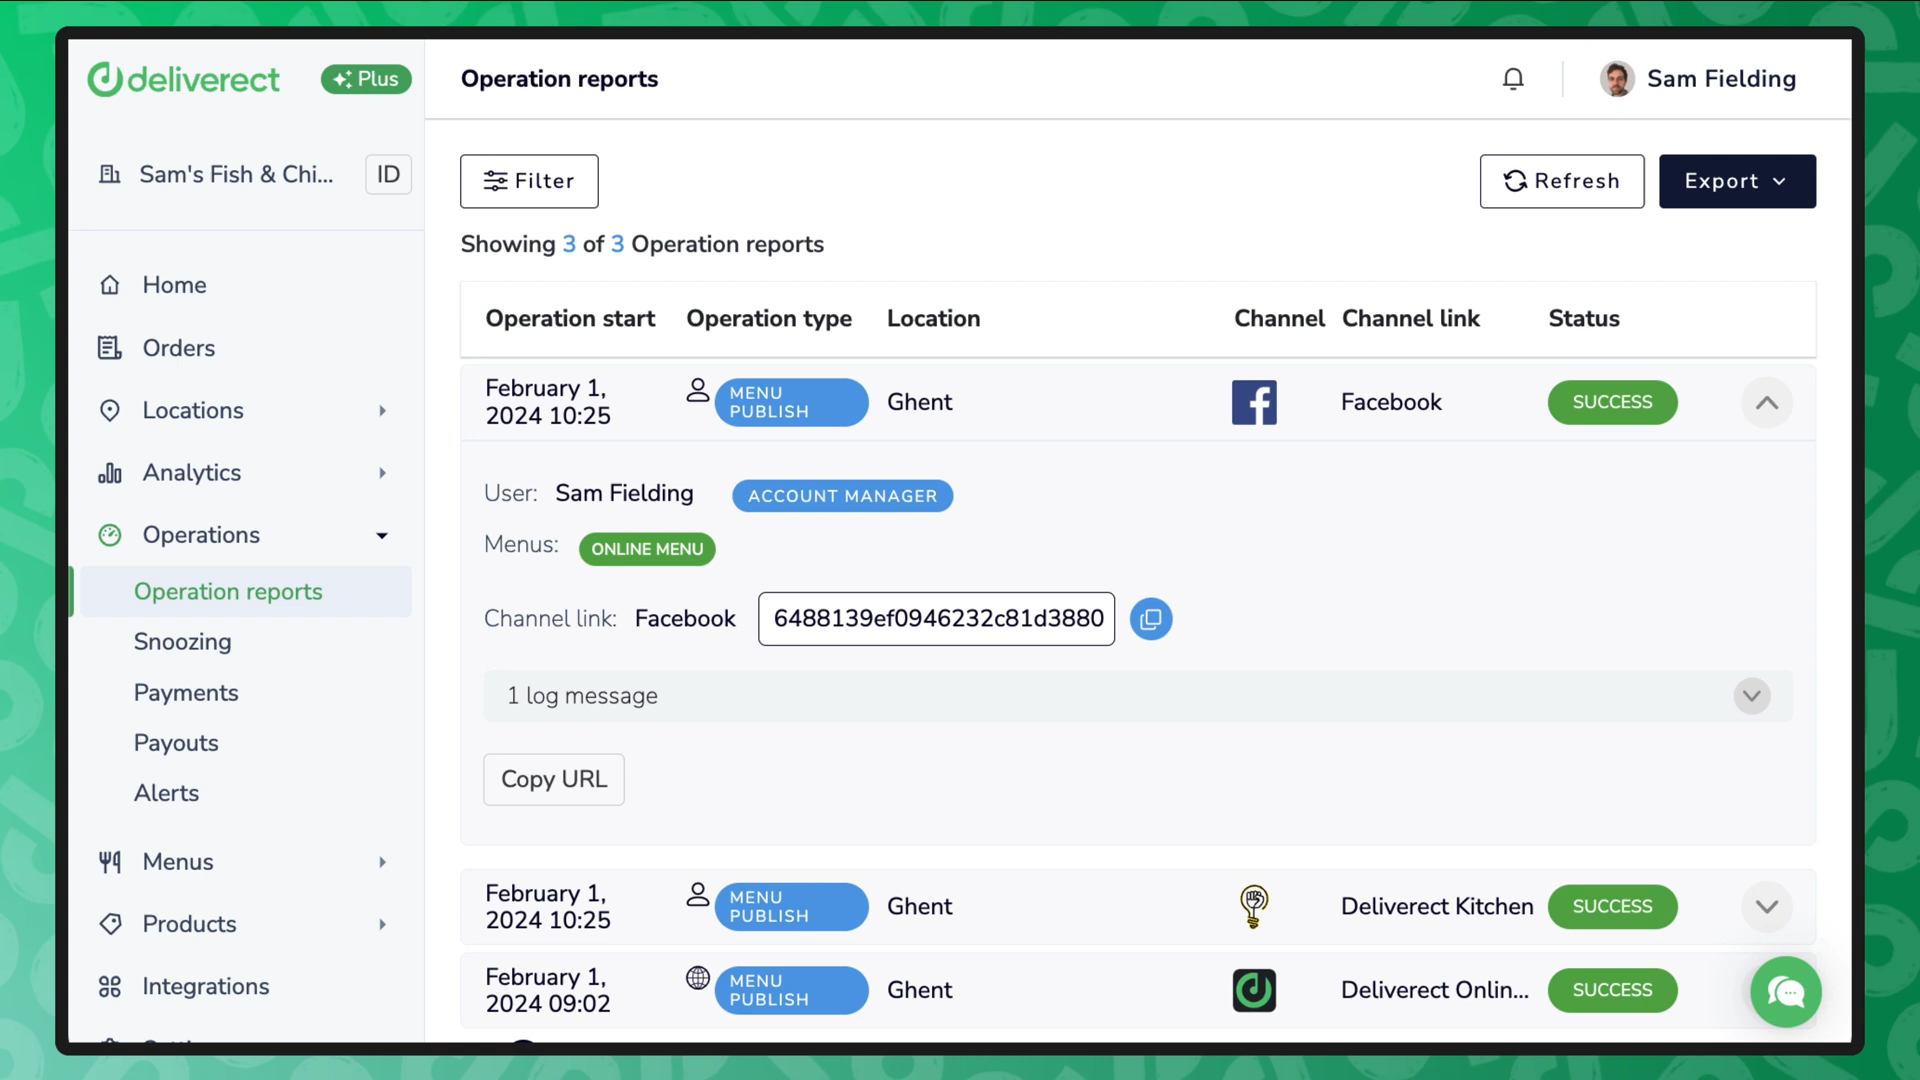 deliverect
Plus
Operation reports
Sam Fielding
Sam's Fish & Chi...
ID
Filter
Refresh
Export
Showing 3 of 3 Operation reports
Home
Orders
Locations
Analytics
Operations
Operation reports
Snoozing
Payments
Payouts
Alerts
Menus
Products
Integrations
Operation start Operation type Location Channel Channel link Status
February 1,
2024 10:25
MENU
PUBLISH
Ghent
Facebook
SUCCESS
User: Sam Fielding ACCOUNT MANAGER
Menus: ONLINE MENU
Channel link: Facebook 6488139ef0946232c81d3880
1 log message
Copy URL
February 1,
2024 10:25
MENU
PUBLISH
Ghent
Deliverect Kitchen
SUCCESS
February 1,
2024 09:02
MENU
PUBLISH
Ghent
Deliverect Onlin...
SUCCESS